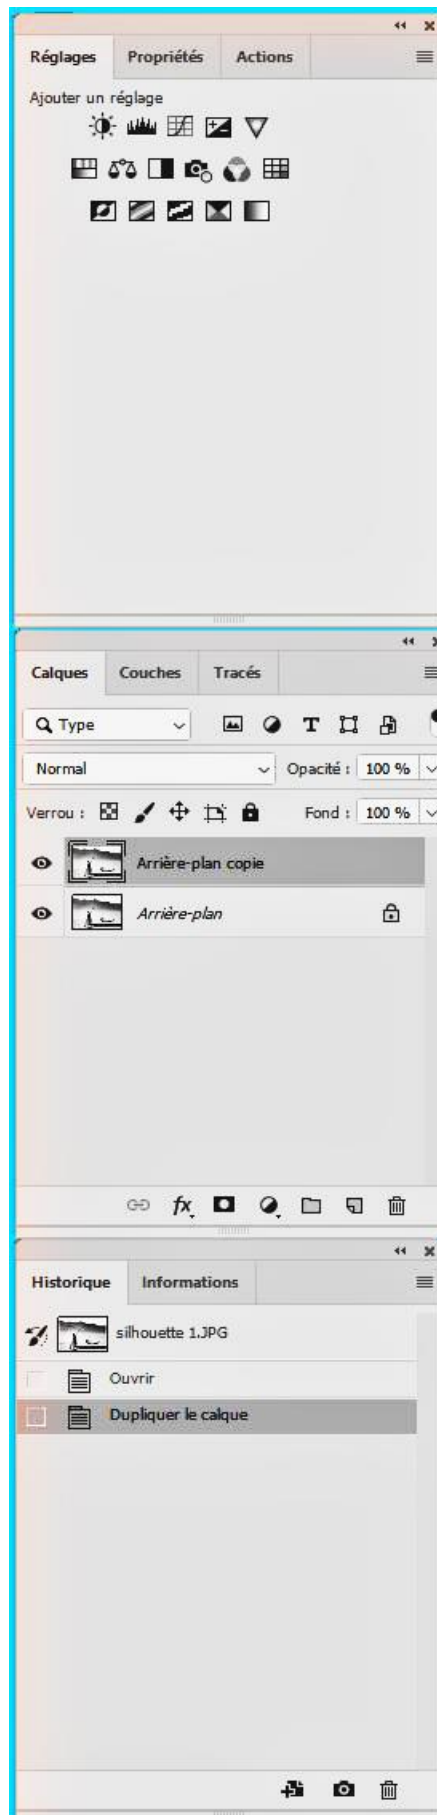 Réglages Propriétés Actions
Ajouter un réglage
Calques Couches Tracés
Type
Normal Opacité : 100 %
Verrou : Fond : 100 %
Arrière-plan copie
Arrière-plan
fx
Historique Informations
silhouette 1.JPG
Ouvrir
Dupliquer le calque